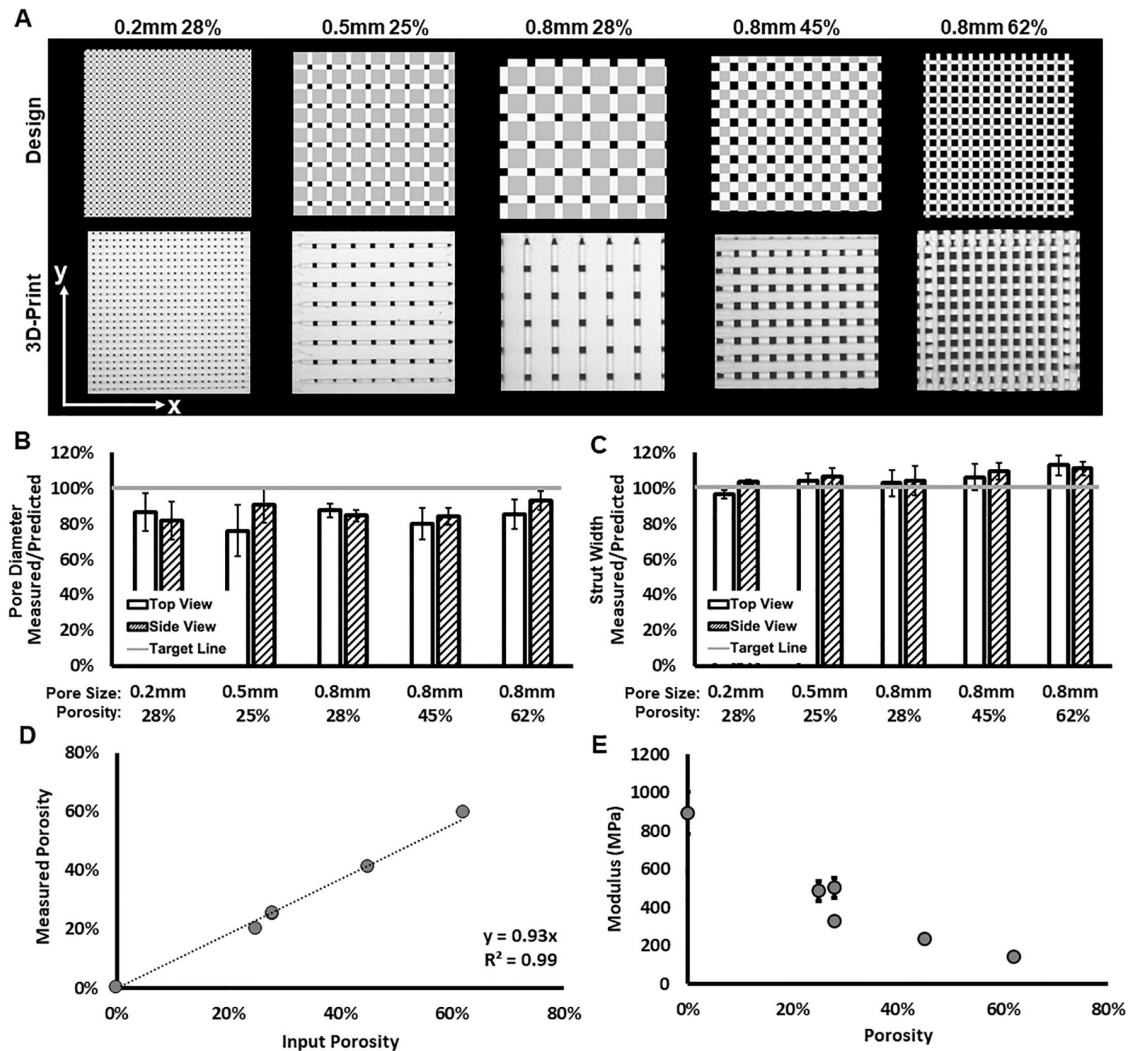 A
0.2mm 28% 0.5mm 25% 0.8mm 28% 0.8mm 45% 0.8mm 62%
Design
3D-Print
y
x
B
Pore Diameter
Measured/Predicted
120%
100%
80%
60%
40%
20%
0%
Top View
Side View
Target Line
Pore Size: 0.2mm 0.5mm 0.8mm 0.8mm 0.8mm
Porosity: 28% 25% 28% 45% 62%
C
Strut Width
Measured/Predicted
120%
100%
80%
60%
40%
20%
0%
Top View
Side View
Target Line
Pore Size: 0.2mm 0.5mm 0.8mm 0.8mm 0.8mm
Porosity: 28% 25% 28% 45% 62%
D
Measured Porosity
80%
60%
40%
20%
0%
y = 0.93x
R² = 0.99
0% 20% 40% 60% 80%
Input Porosity
E
Modulus (MPa)
1200
1000
800
600
400
200
0
0% 20% 40% 60% 80%
Porosity